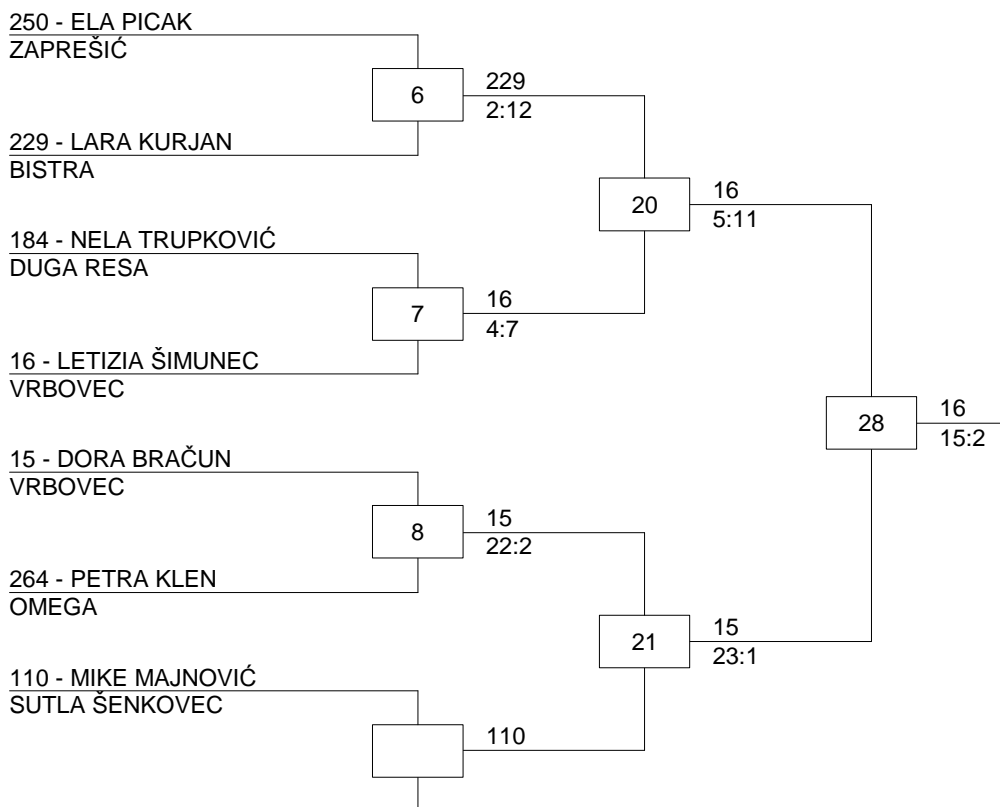 250 - ELA PICAK
ZAPREŠIĆ
6
229
2:12
229 - LARA KURJAN
BISTRA
20
16
5:11
184 - NELA TRUPKOVIĆ
DUGA RESA
7
16
4:7
16 - LETIZIA ŠIMUNEC
VRBOVEC
28
16
15:2
15 - DORA BRAČUN
VRBOVEC
8
15
22:2
264 - PETRA KLEN
OMEGA
21
15
23:1
110 - MIKE MAJNOVIĆ
SUTLA ŠENKOVEC
110